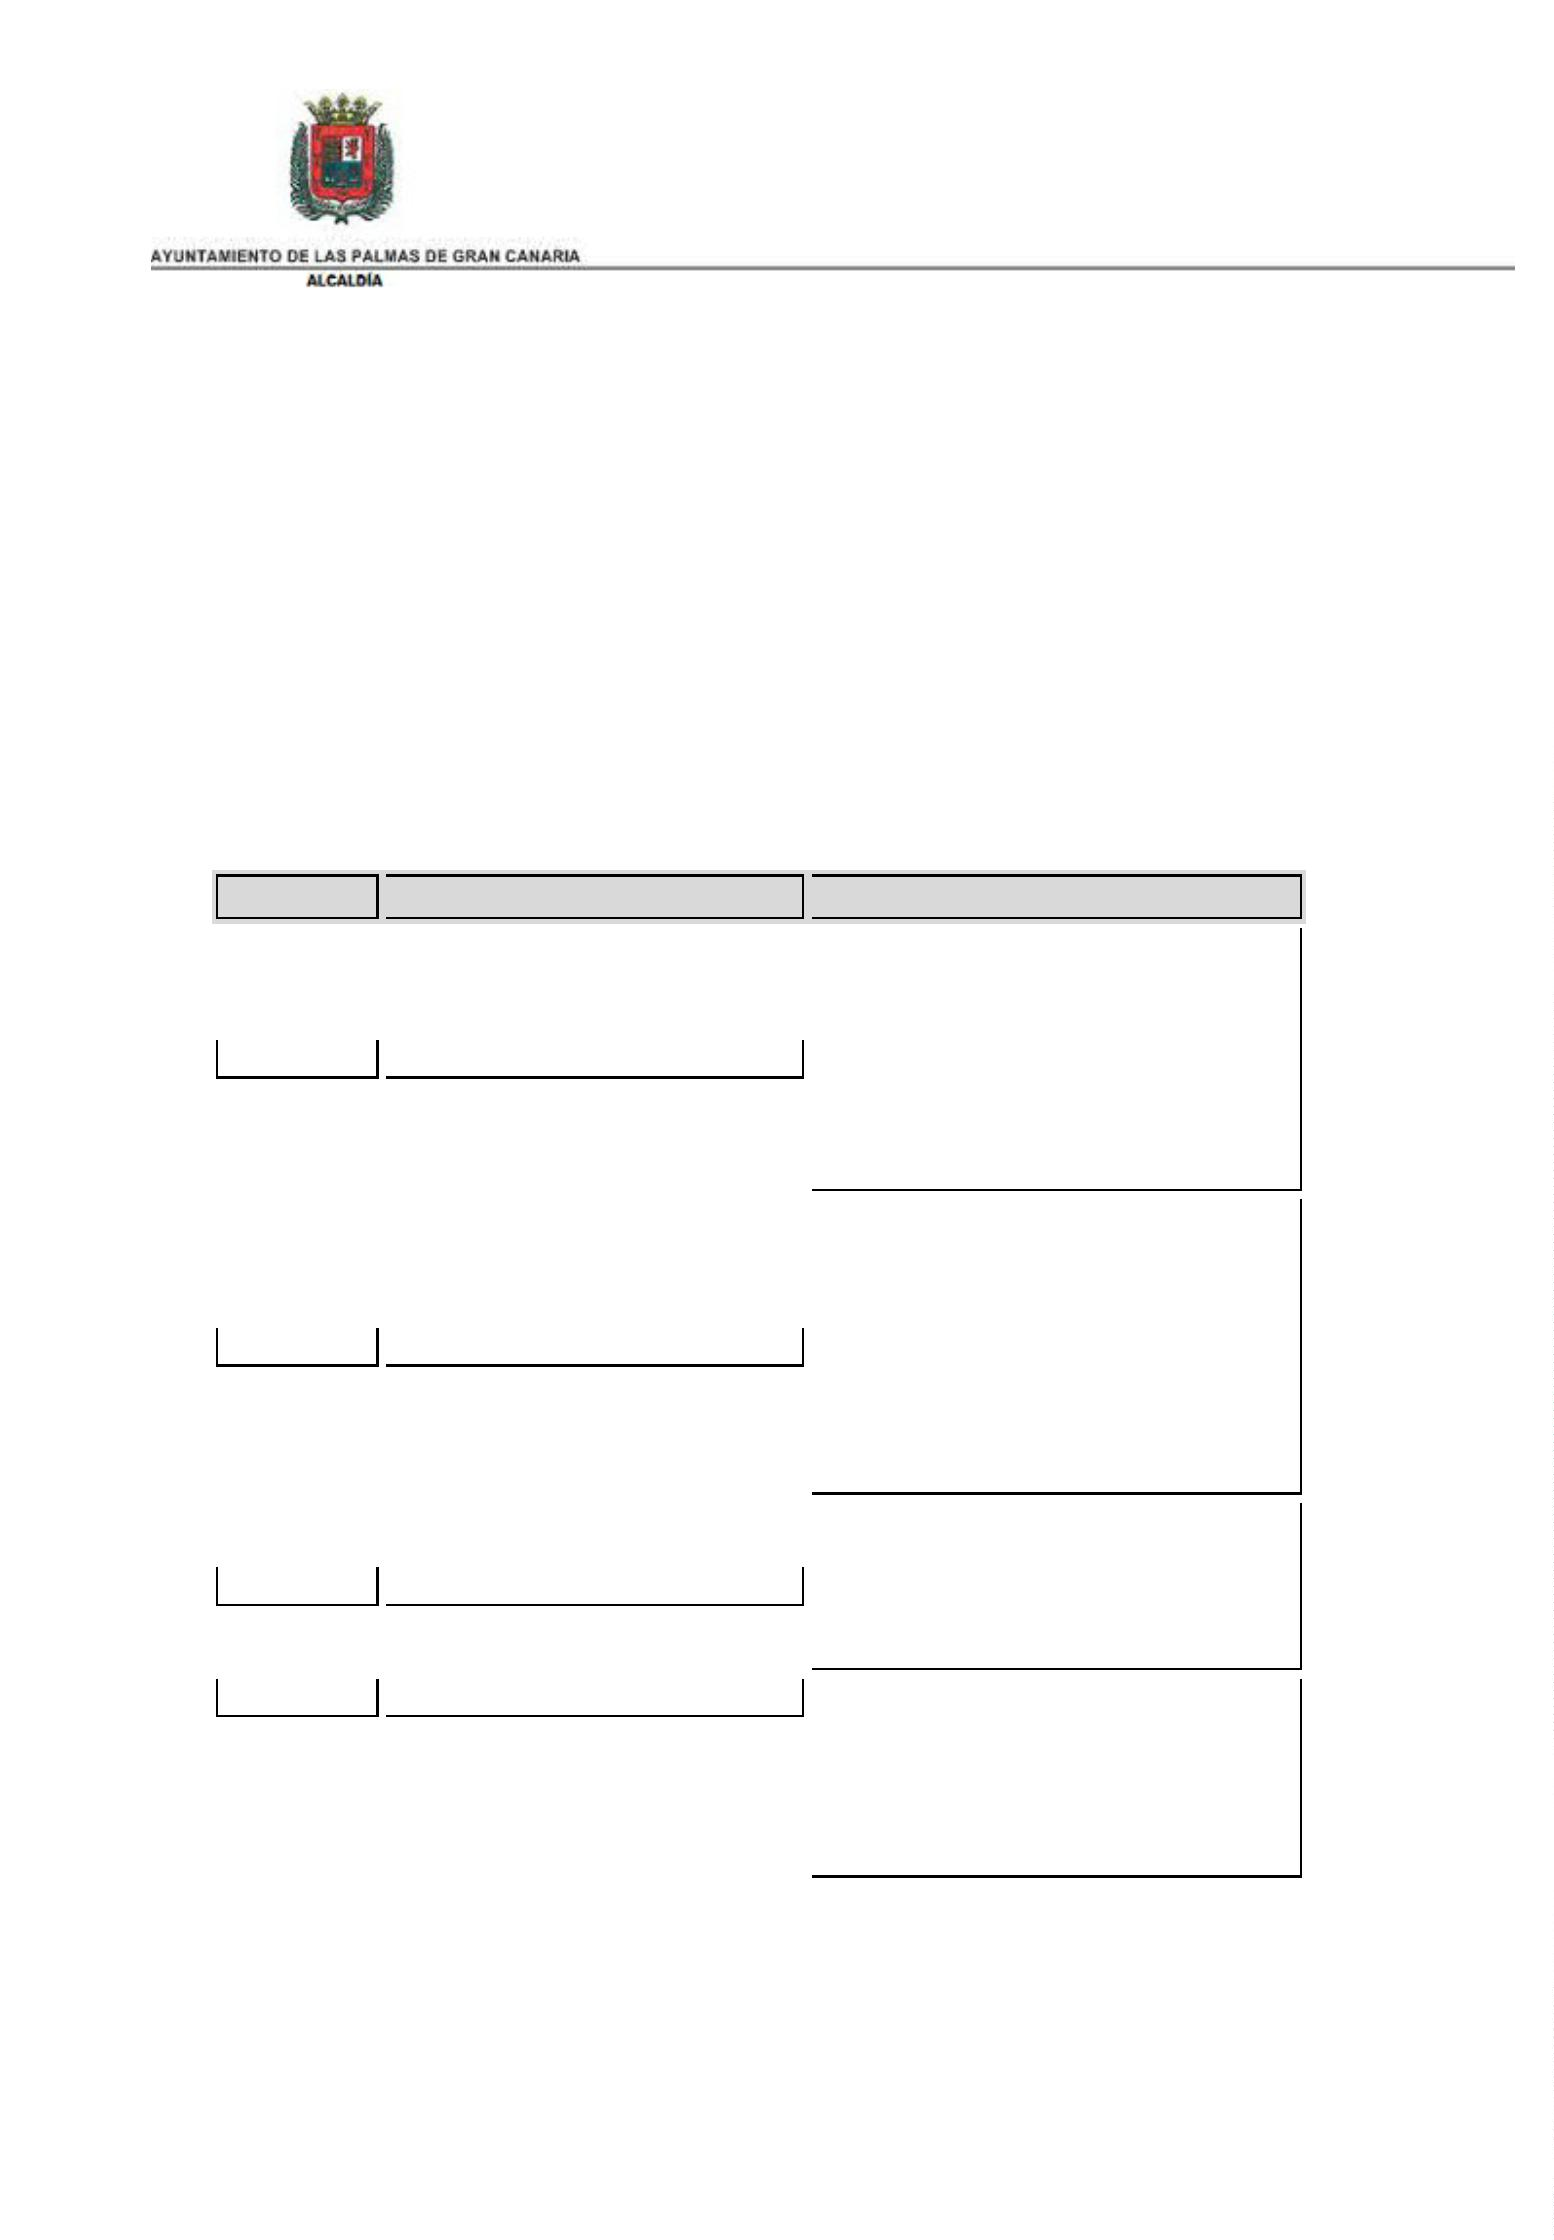 AYUNTAMIENTO DE LAS PALMAS DE GRAN CANARIA
ALCALDÍA